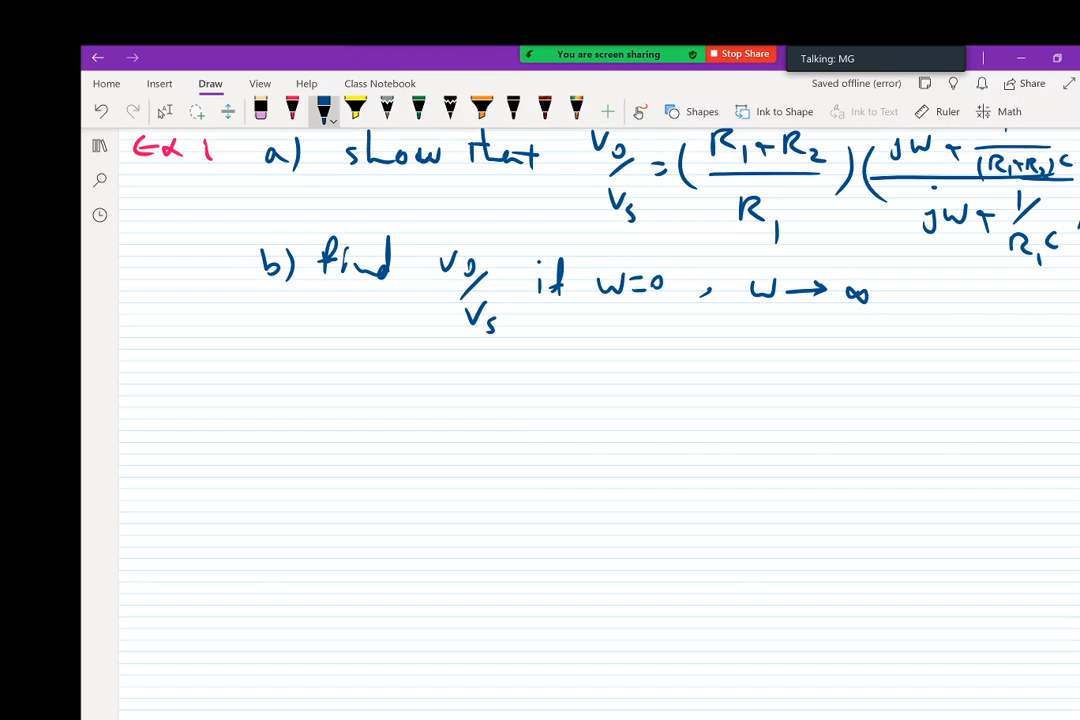 You are screen sharing Stop Share Talking: MG
Home Insert Draw View Help Class Notebook Saved offline (error) Share
Shapes Ink to Shape Ink to Text Ruler Math
Ex 1 a) show that Vo/Vs = (R1+R2 / R1) (jw + 1/(R1+R2)C / jw + 1/R1C
b) find Vo/Vs if w=0 , w → ∞